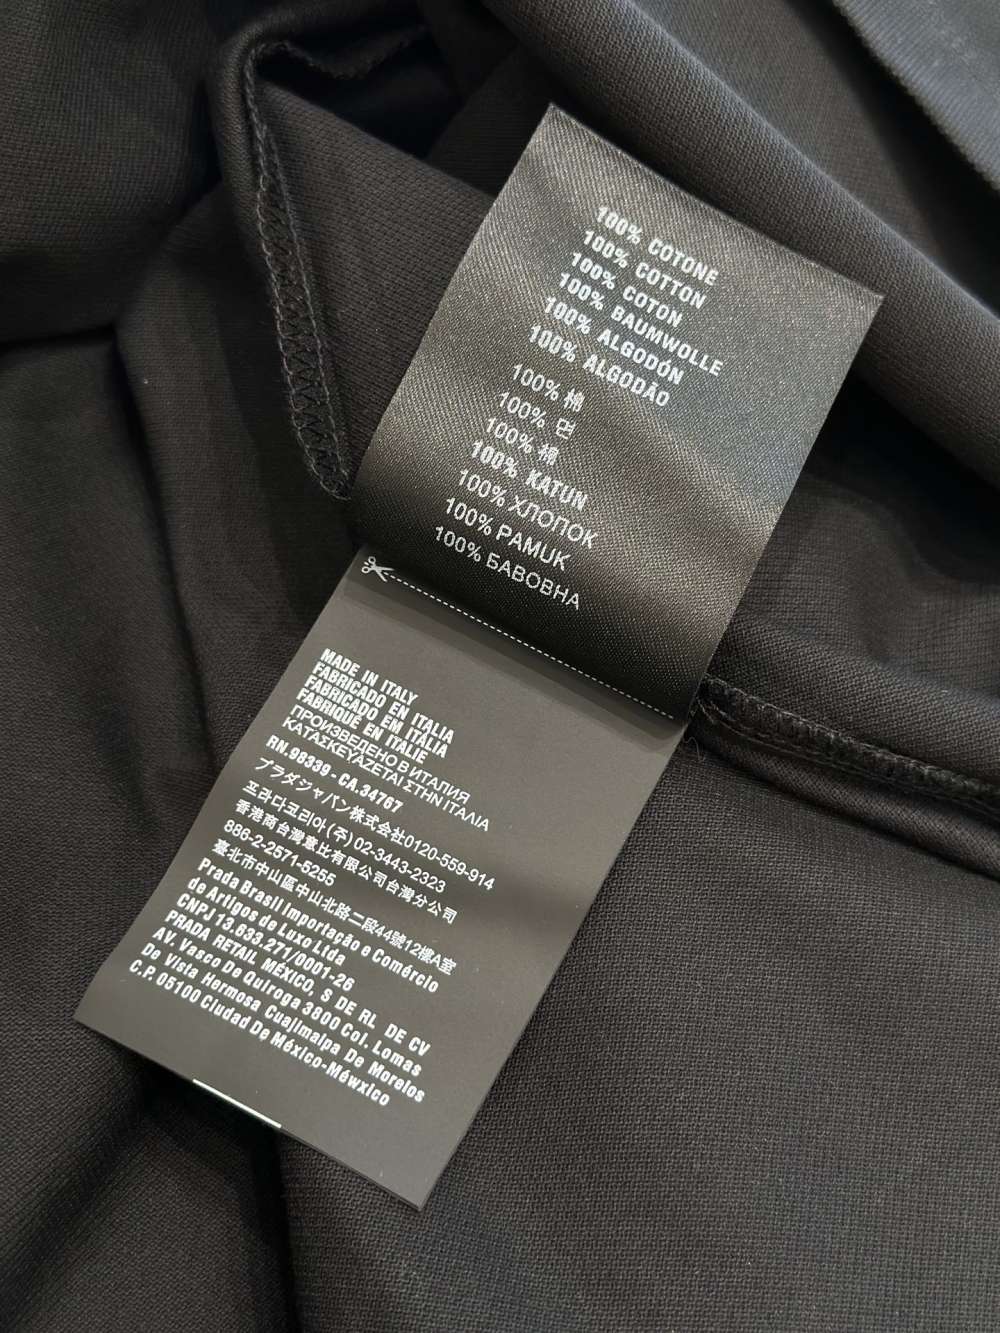 100% COTONE
100% COTTON
100% COTON
100% BAUMWOLLE
100% ALGODÓN
100% ALGODÃO
100% 棉
100% 면
100% 棉
100% KATUN
100% ХЛОПОК
100% PAMUK
100% БАВОВНА
MADE IN ITALY
FABRICADO EN ITALIA
FABRICADO EM ITÁLIA
FABRIQUÉ EN ITALIE
ПРОИЗВЕДЕНО В ИТАЛИЯ
ΚΑΤΑΣΚΕΥΑΖΕΤΑΙ ΣΤΗΝ ΙΤΑΛΙΑ
RN.98339 - CA.34767
プラダジャパン株式会社0120-559-914
프라다코리아(주) 02-3443-2323
香港商台灣意比有限公司台灣分公司
886-2-2571-5255
臺北市中山區中山北路二段44號12樓A室
Prada Brasil Importação e Comércio
de Artigos de Luxo Ltda
CNPJ 13.633.271/0001-26
PRADA RETAIL MÉXICO, S DE RL DE CV
AV. Vasco De Quiroga 3800 Col. Lomas
De Vista Hermosa Cuajimalpa De Morelos
C.P. 05100 Ciudad De México-Méwxico